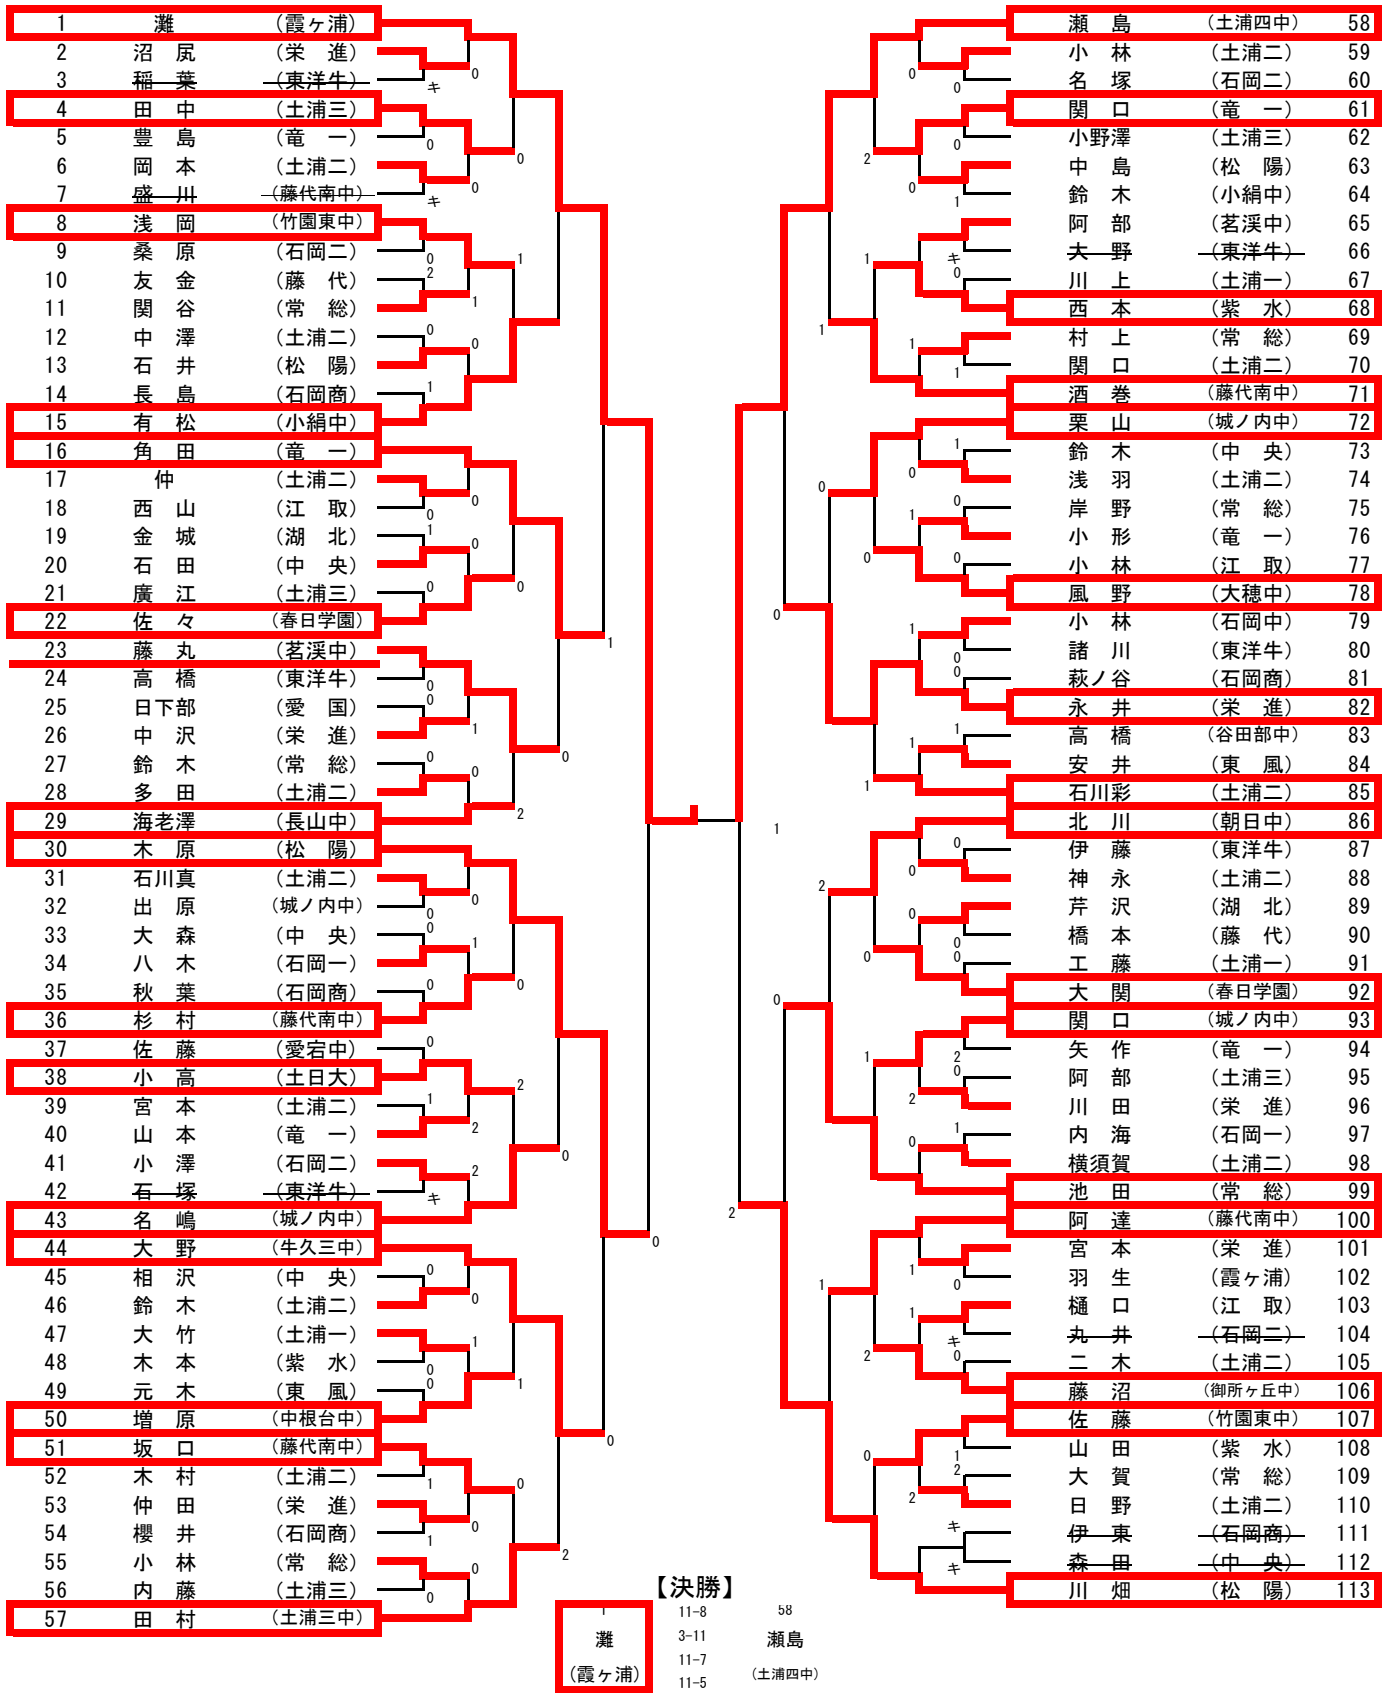 1 灘 (霞ヶ浦)
2 沼尻 (栄進)
3 稲葉 (東洋牛)
4 田中 (土浦三)
5 豊島 (竜一)
6 岡本 (土浦二)
7 盛川 (藤代南中)
8 浅岡 (竹園東中)
9 桑原 (石岡二)
10 友金 (藤代)
11 関谷 (常総)
12 中澤 (土浦二)
13 石井 (松陽)
14 長島 (石岡商)
15 有松 (小絹中)
16 角田 (竜一)
17 仲 (土浦二)
18 西山 (江取)
19 金城 (湖北)
20 石田 (中央)
21 廣江 (土浦三)
22 佐々 (春日学園)
23 藤丸 (茗渓中)
24 高橋 (東洋牛)
25 日下部 (愛国)
26 中沢 (栄進)
27 鈴木 (常総)
28 多田 (土浦二)
29 海老澤 (長山中)
30 木原 (松陽)
31 石川真 (土浦二)
32 出原 (城ノ内中)
33 大森 (中央)
34 八木 (石岡一)
35 秋葉 (石岡商)
36 杉村 (藤代南中)
37 佐藤 (愛宕中)
38 小高 (土日大)
39 宮本 (土浦二)
40 山本 (竜一)
41 小澤 (石岡二)
42 石塚 (東洋牛)
43 名嶋 (城ノ内中)
44 大野 (牛久三中)
45 相沢 (中央)
46 鈴木 (土浦二)
47 大竹 (土浦一)
48 木本 (紫水)
49 元木 (東風)
50 増原 (中根台中)
51 坂口 (藤代南中)
52 木村 (土浦二)
53 仲田 (栄進)
54 櫻井 (石岡商)
55 小林 (常総)
56 内藤 (土浦三)
57 田村 (土浦三中)
瀬島 (土浦四中) 58
小林 (土浦二) 59
名塚 (石岡二) 60
関口 (竜一) 61
小野澤 (土浦三) 62
中島 (松陽) 63
鈴木 (小絹中) 64
阿部 (茗渓中) 65
大野 (東洋牛) 66
川上 (土浦一) 67
西本 (紫水) 68
村上 (常総) 69
関口 (土浦二) 70
酒巻 (藤代南中) 71
栗山 (城ノ内中) 72
鈴木 (中央) 73
浅羽 (土浦二) 74
岸野 (常総) 75
小形 (竜一) 76
小林 (江取) 77
風野 (大穂中) 78
小林 (石岡中) 79
諸川 (東洋牛) 80
萩ノ谷 (石岡商) 81
永井 (栄進) 82
高橋 (谷田部中) 83
安井 (東風) 84
石川彩 (土浦二) 85
北川 (朝日中) 86
伊藤 (東洋牛) 87
神永 (土浦二) 88
芹沢 (湖北) 89
橋本 (藤代) 90
工藤 (土浦一) 91
大関 (春日学園) 92
関口 (城ノ内中) 93
矢作 (竜一) 94
阿部 (土浦三) 95
川田 (栄進) 96
内海 (石岡一) 97
横須賀 (土浦二) 98
池田 (常総) 99
阿達 (藤代南中) 100
宮本 (栄進) 101
羽生 (霞ヶ浦) 102
樋口 (江取) 103
丸井 (石岡二) 104
二木 (土浦二) 105
藤沼 (御所ヶ丘中) 106
佐藤 (竹園東中) 107
山田 (紫水) 108
大賀 (常総) 109
日野 (土浦二) 110
伊東 (石岡商) 111
森田 (中央) 112
川畑 (松陽) 113
【決勝】
1 11-8 58
灘 3-11 瀬島
11-7
(霞ヶ浦) (土浦四中)
11-5